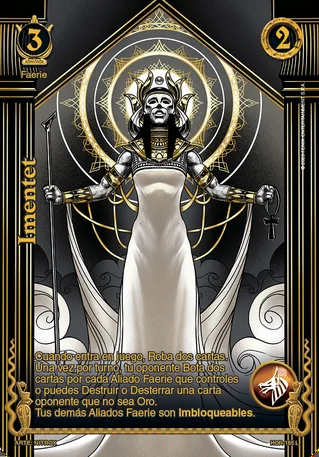 3
2
Faerie
Imentet
Cuando entra en juego, Roba dos cartas.
Una vez por turno, tu oponente Bota dos
cartas por cada Aliado Faerie que controles
o puedes Destruir o Desterrar una carta
oponente que no sea Oro.
Tus demás Aliados Faerie son Imbloqueables.
ARTE: NITROX